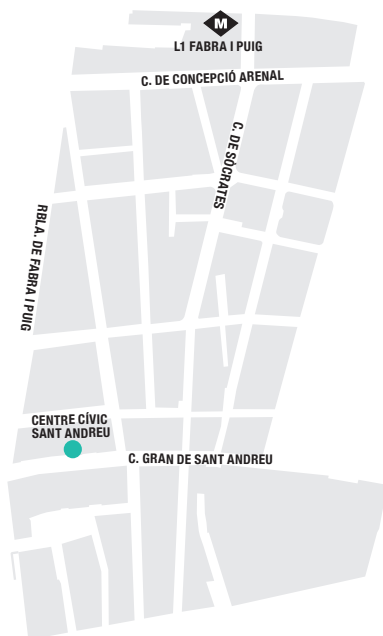 M
L1 FABRA I PUIG
C. DE CONCEPCIÓ ARENAL
C. DE SÒCRATES
RBLA. DE FABRA I PUIG
CENTRE CÍVIC
SANT ANDREU
C. GRAN DE SANT ANDREU